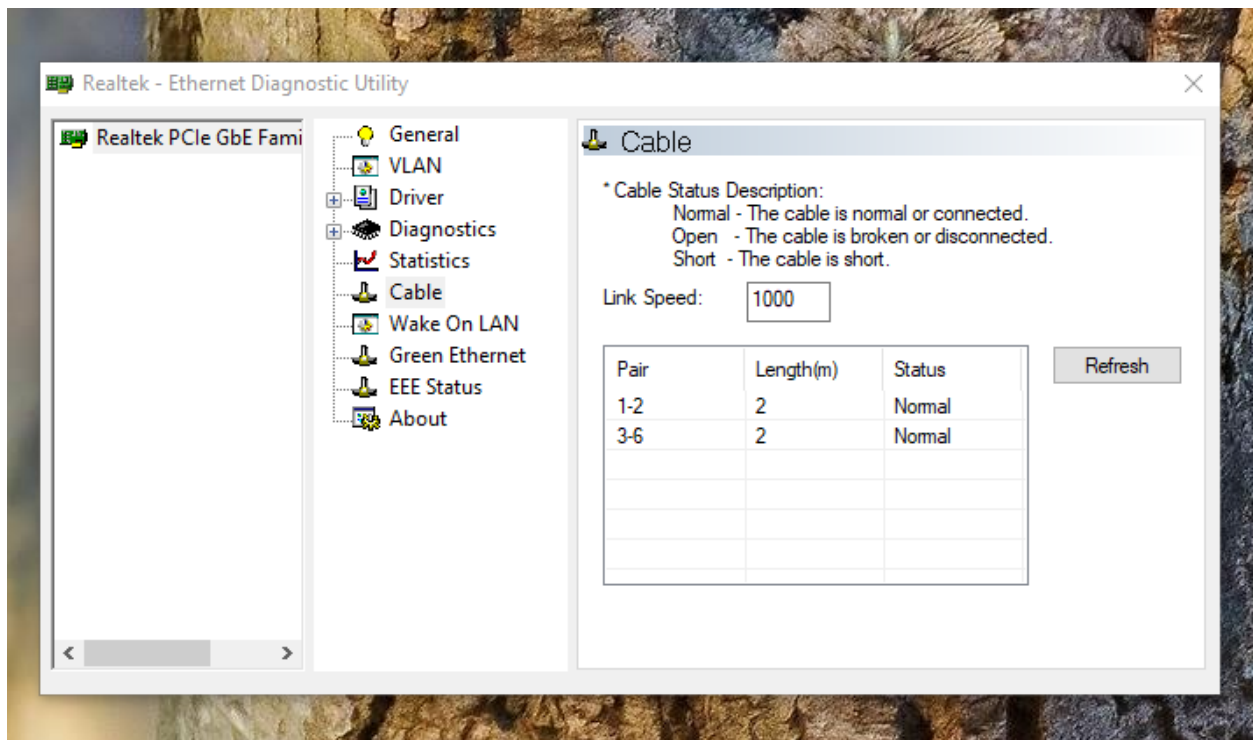 Realtek - Ethernet Diagnostic Utility
Realtek PCIe GbE Fami
General
VLAN
Driver
Diagnostics
Statistics
Cable
Wake On LAN
Green Ethernet
EEE Status
About
Cable
* Cable Status Description:
Normal - The cable is normal or connected.
Open - The cable is broken or disconnected.
Short - The cable is short.
Link Speed: 1000
Pair Length(m) Status
1-2 2 Normal
3-6 2 Normal
Refresh